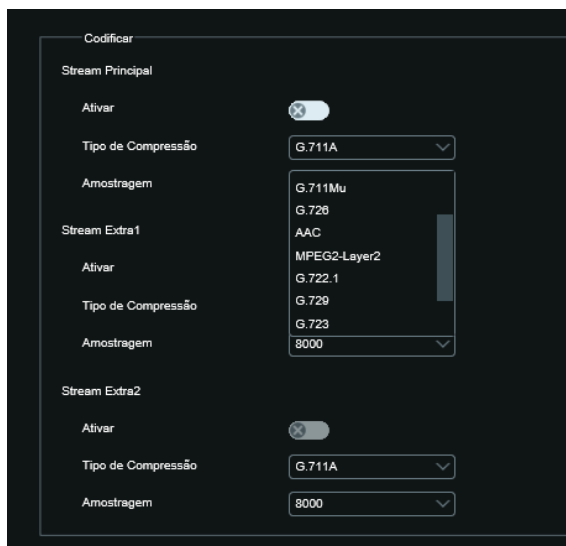 Codificar
Stream Principal
Ativar
Tipo de Compressão G.711A
Amostragem
G.711Mu
G.726
AAC
MPEG2-Layer2
G.722.1
G.729
G.723
Stream Extra1
Ativar
Tipo de Compressão
Amostragem 8000
Stream Extra2
Ativar
Tipo de Compressão G.711A
Amostragem 8000